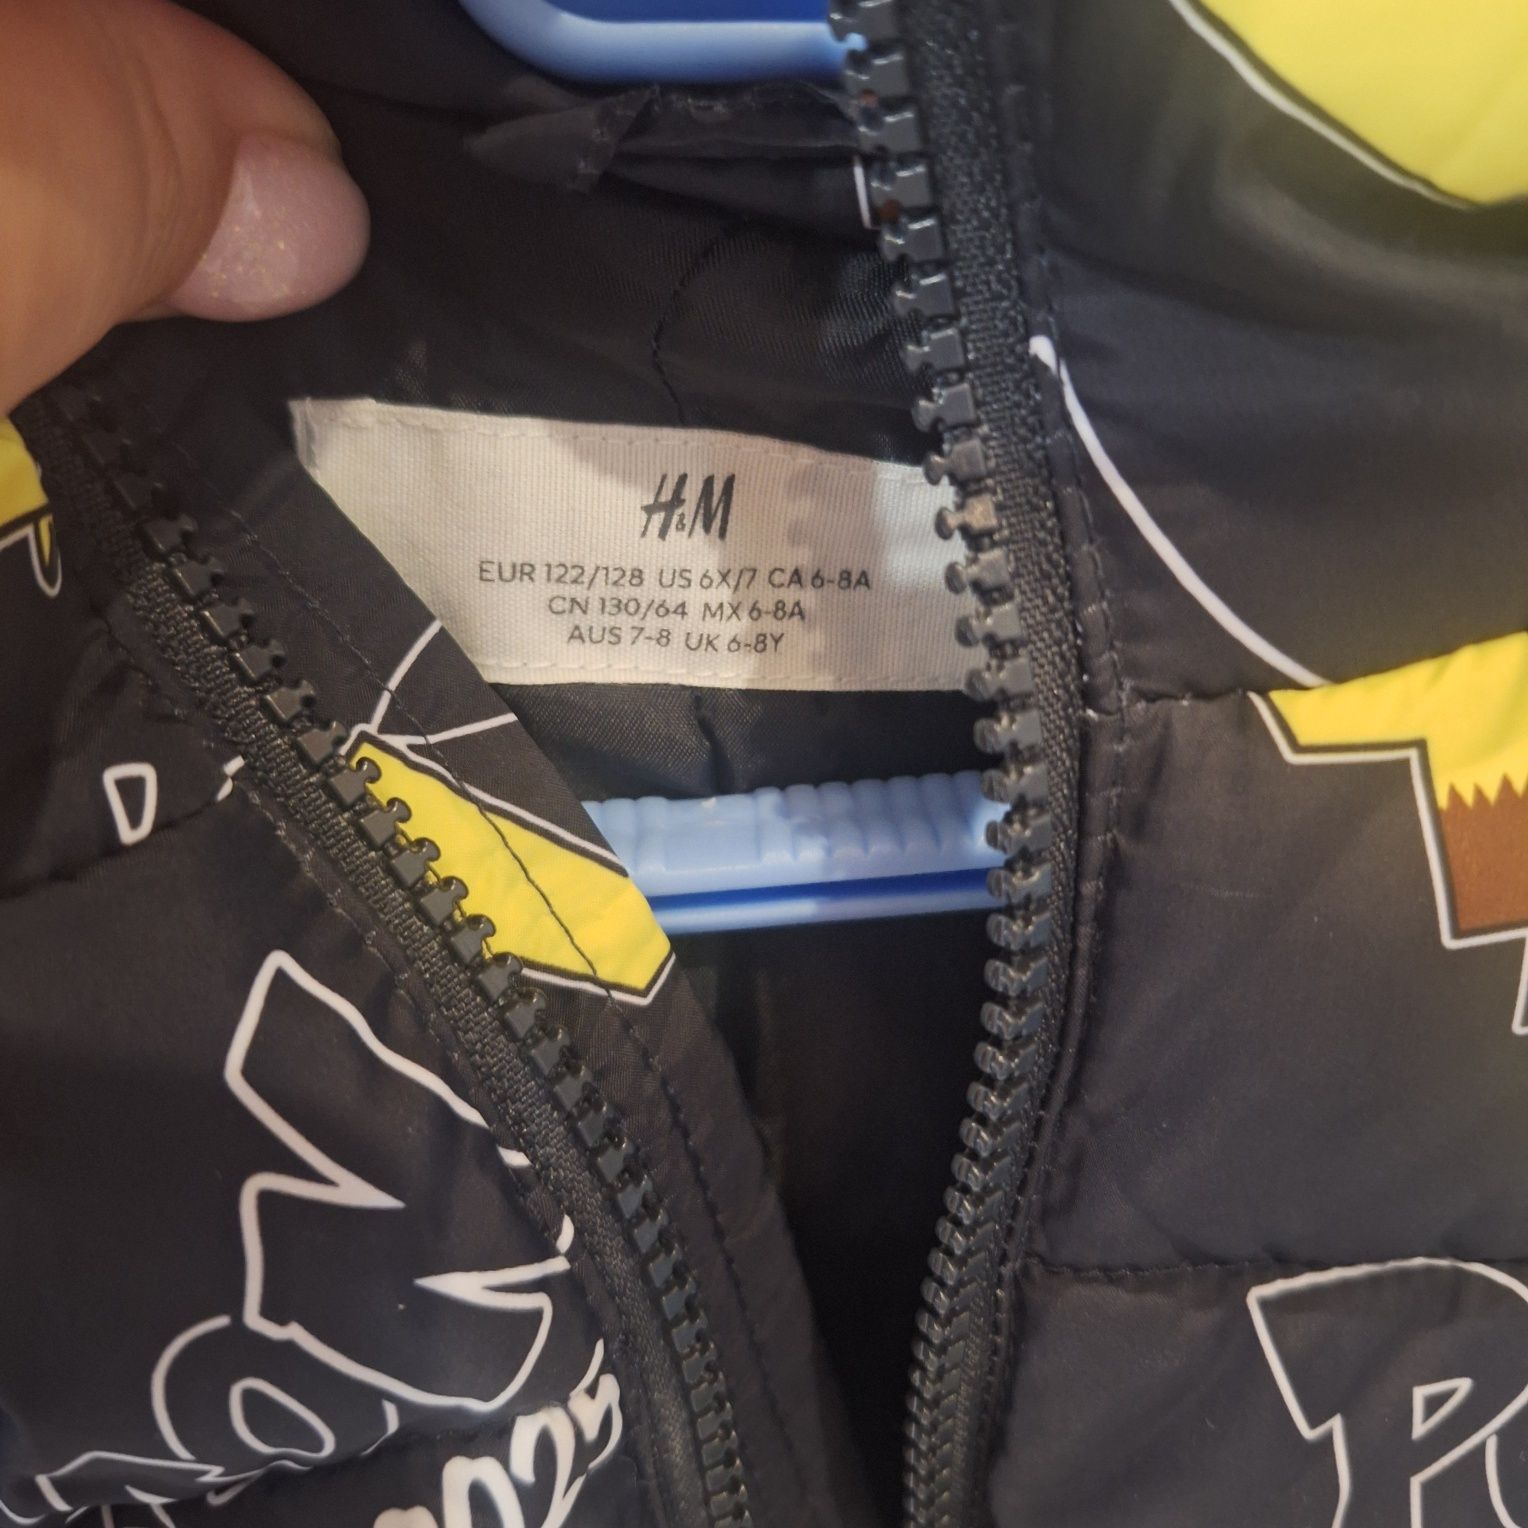 H&M
EUR 122/128 US 6X/7 CA 6-8A
CN 130/64 MX 6-8A
AUS 7-8 UK 6-8Y